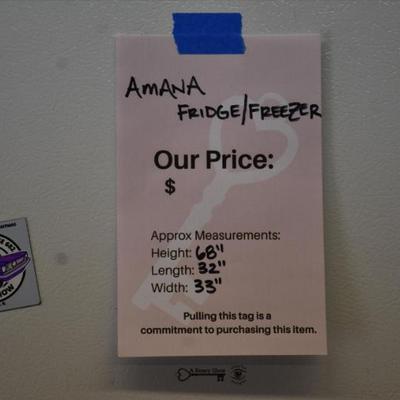 AMANA
FRIDGE/FREEZER
Our Price:
$
Approx Measurements:
Height: 68"
Length: 32"
Width: 33"
Pulling this tag is a
commitment to purchasing this item.